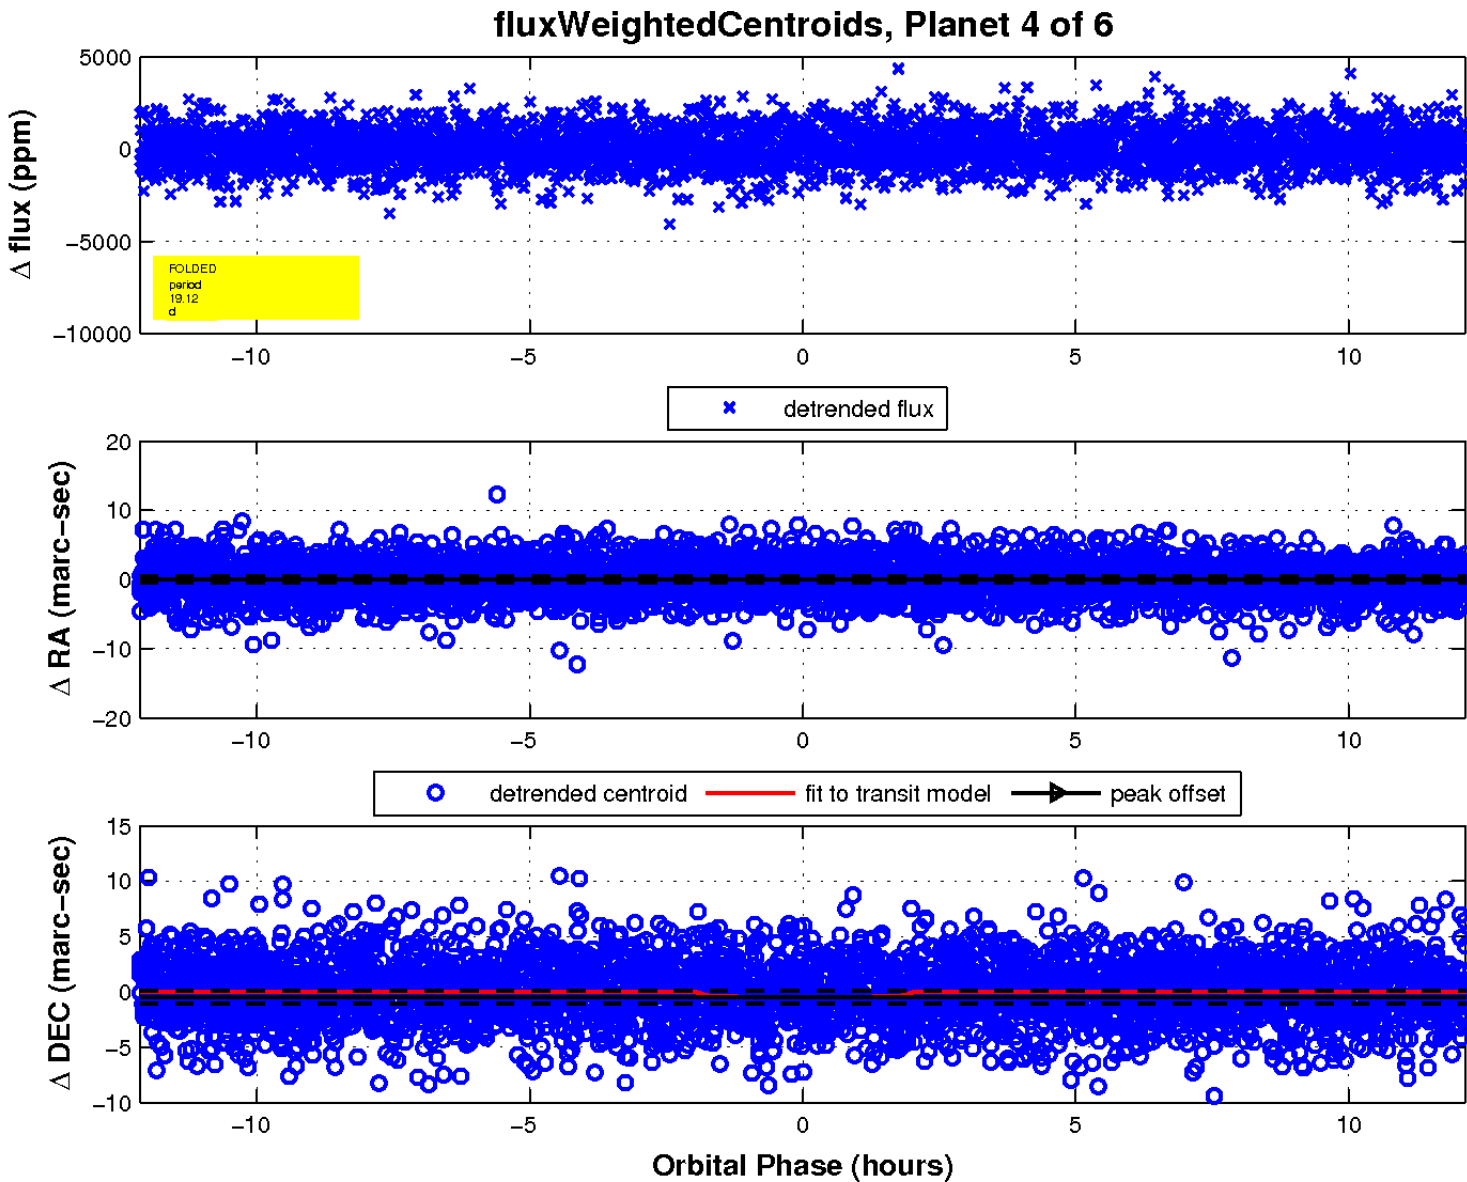 fluxWeightedCentroids, Planet 4 of 6
5000
0
−5000
−10000
Δ flux (ppm)
FOLDED
period
19.12
d
−10 −5 0 5 10
detrended flux
20
10
0
−10
−20
Δ RA (marc−sec)
−10 −5 0 5 10
detrended centroid fit to transit model peak offset
15
10
5
0
−5
−10
Δ DEC (marc−sec)
−10 −5 0 5 10
Orbital Phase (hours)